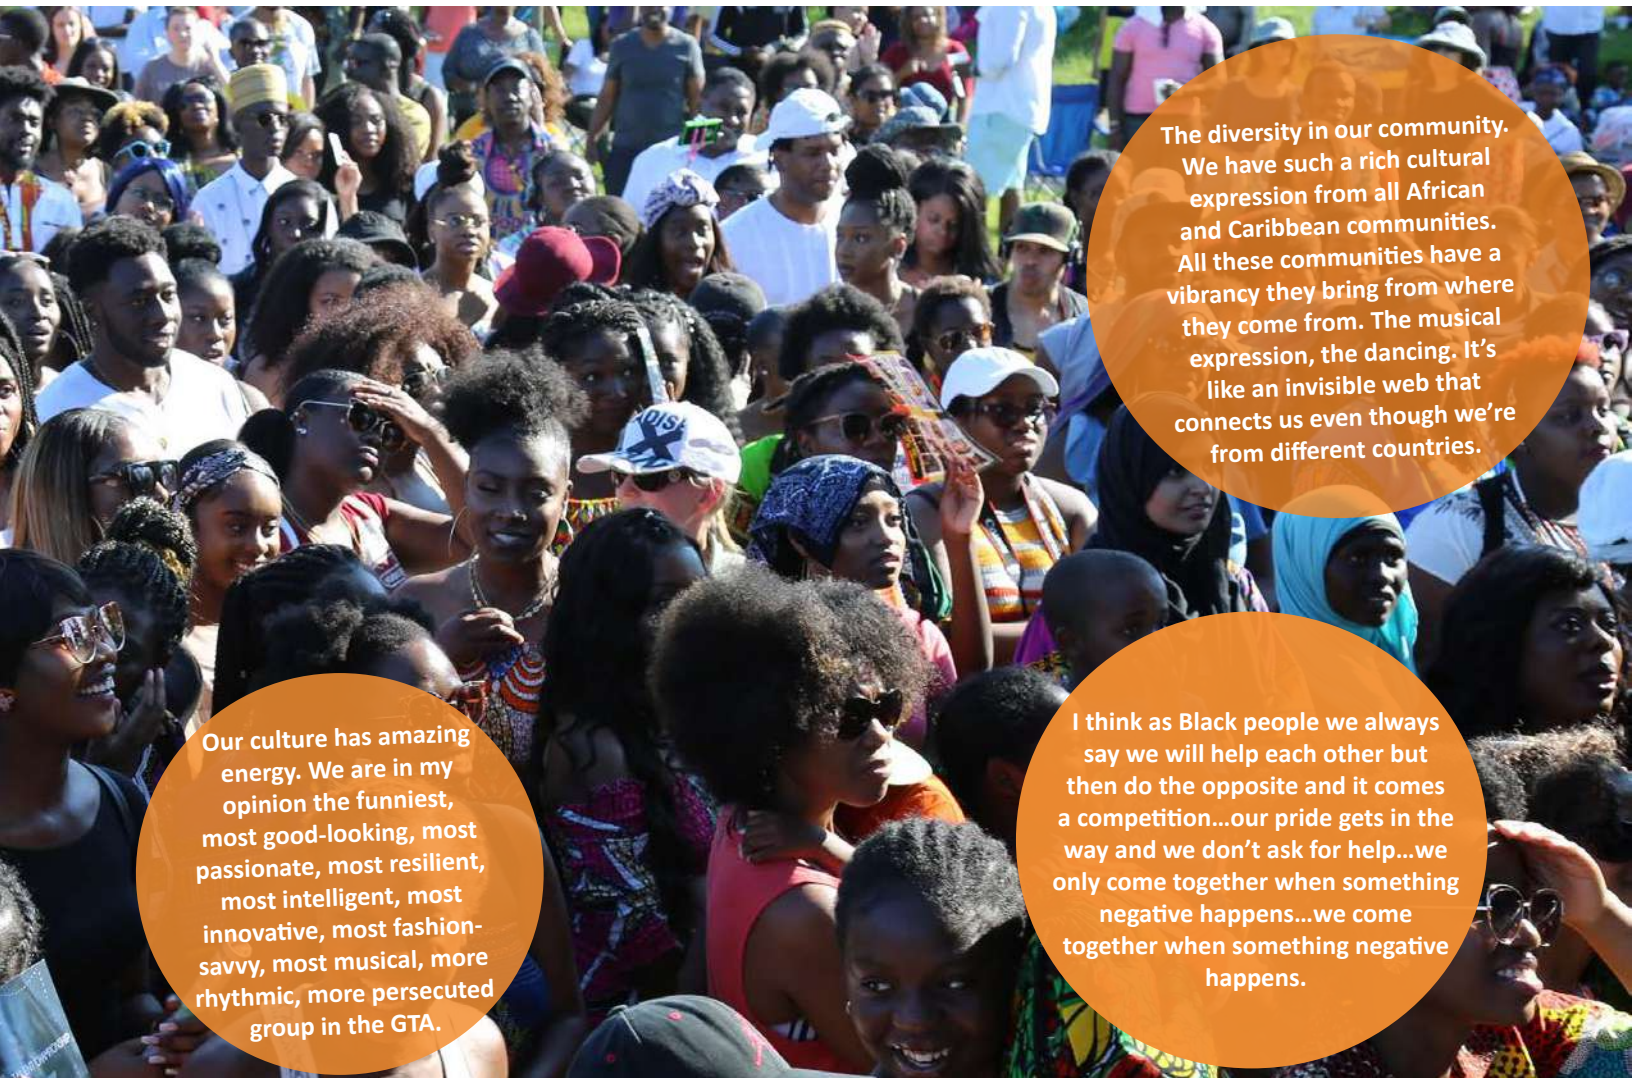 The diversity in our community.
We have such a rich cultural
expression from all African
and Caribbean communities.
All these communities have a
vibrancy they bring from where
they come from. The musical
expression, the dancing. It’s
like an invisible web that
connects us even though we’re
from different countries.
Our culture has amazing
energy. We are in my
opinion the funniest,
most good-looking, most
passionate, most resilient,
most intelligent, most
innovative, most fashion-
savvy, most musical, more
rhythmic, more persecuted
group in the GTA.
I think as Black people we always
say we will help each other but
then do the opposite and it comes
a competition...our pride gets in the
way and we don’t ask for help...we
only come together when something
negative happens...we come
together when something negative
happens.